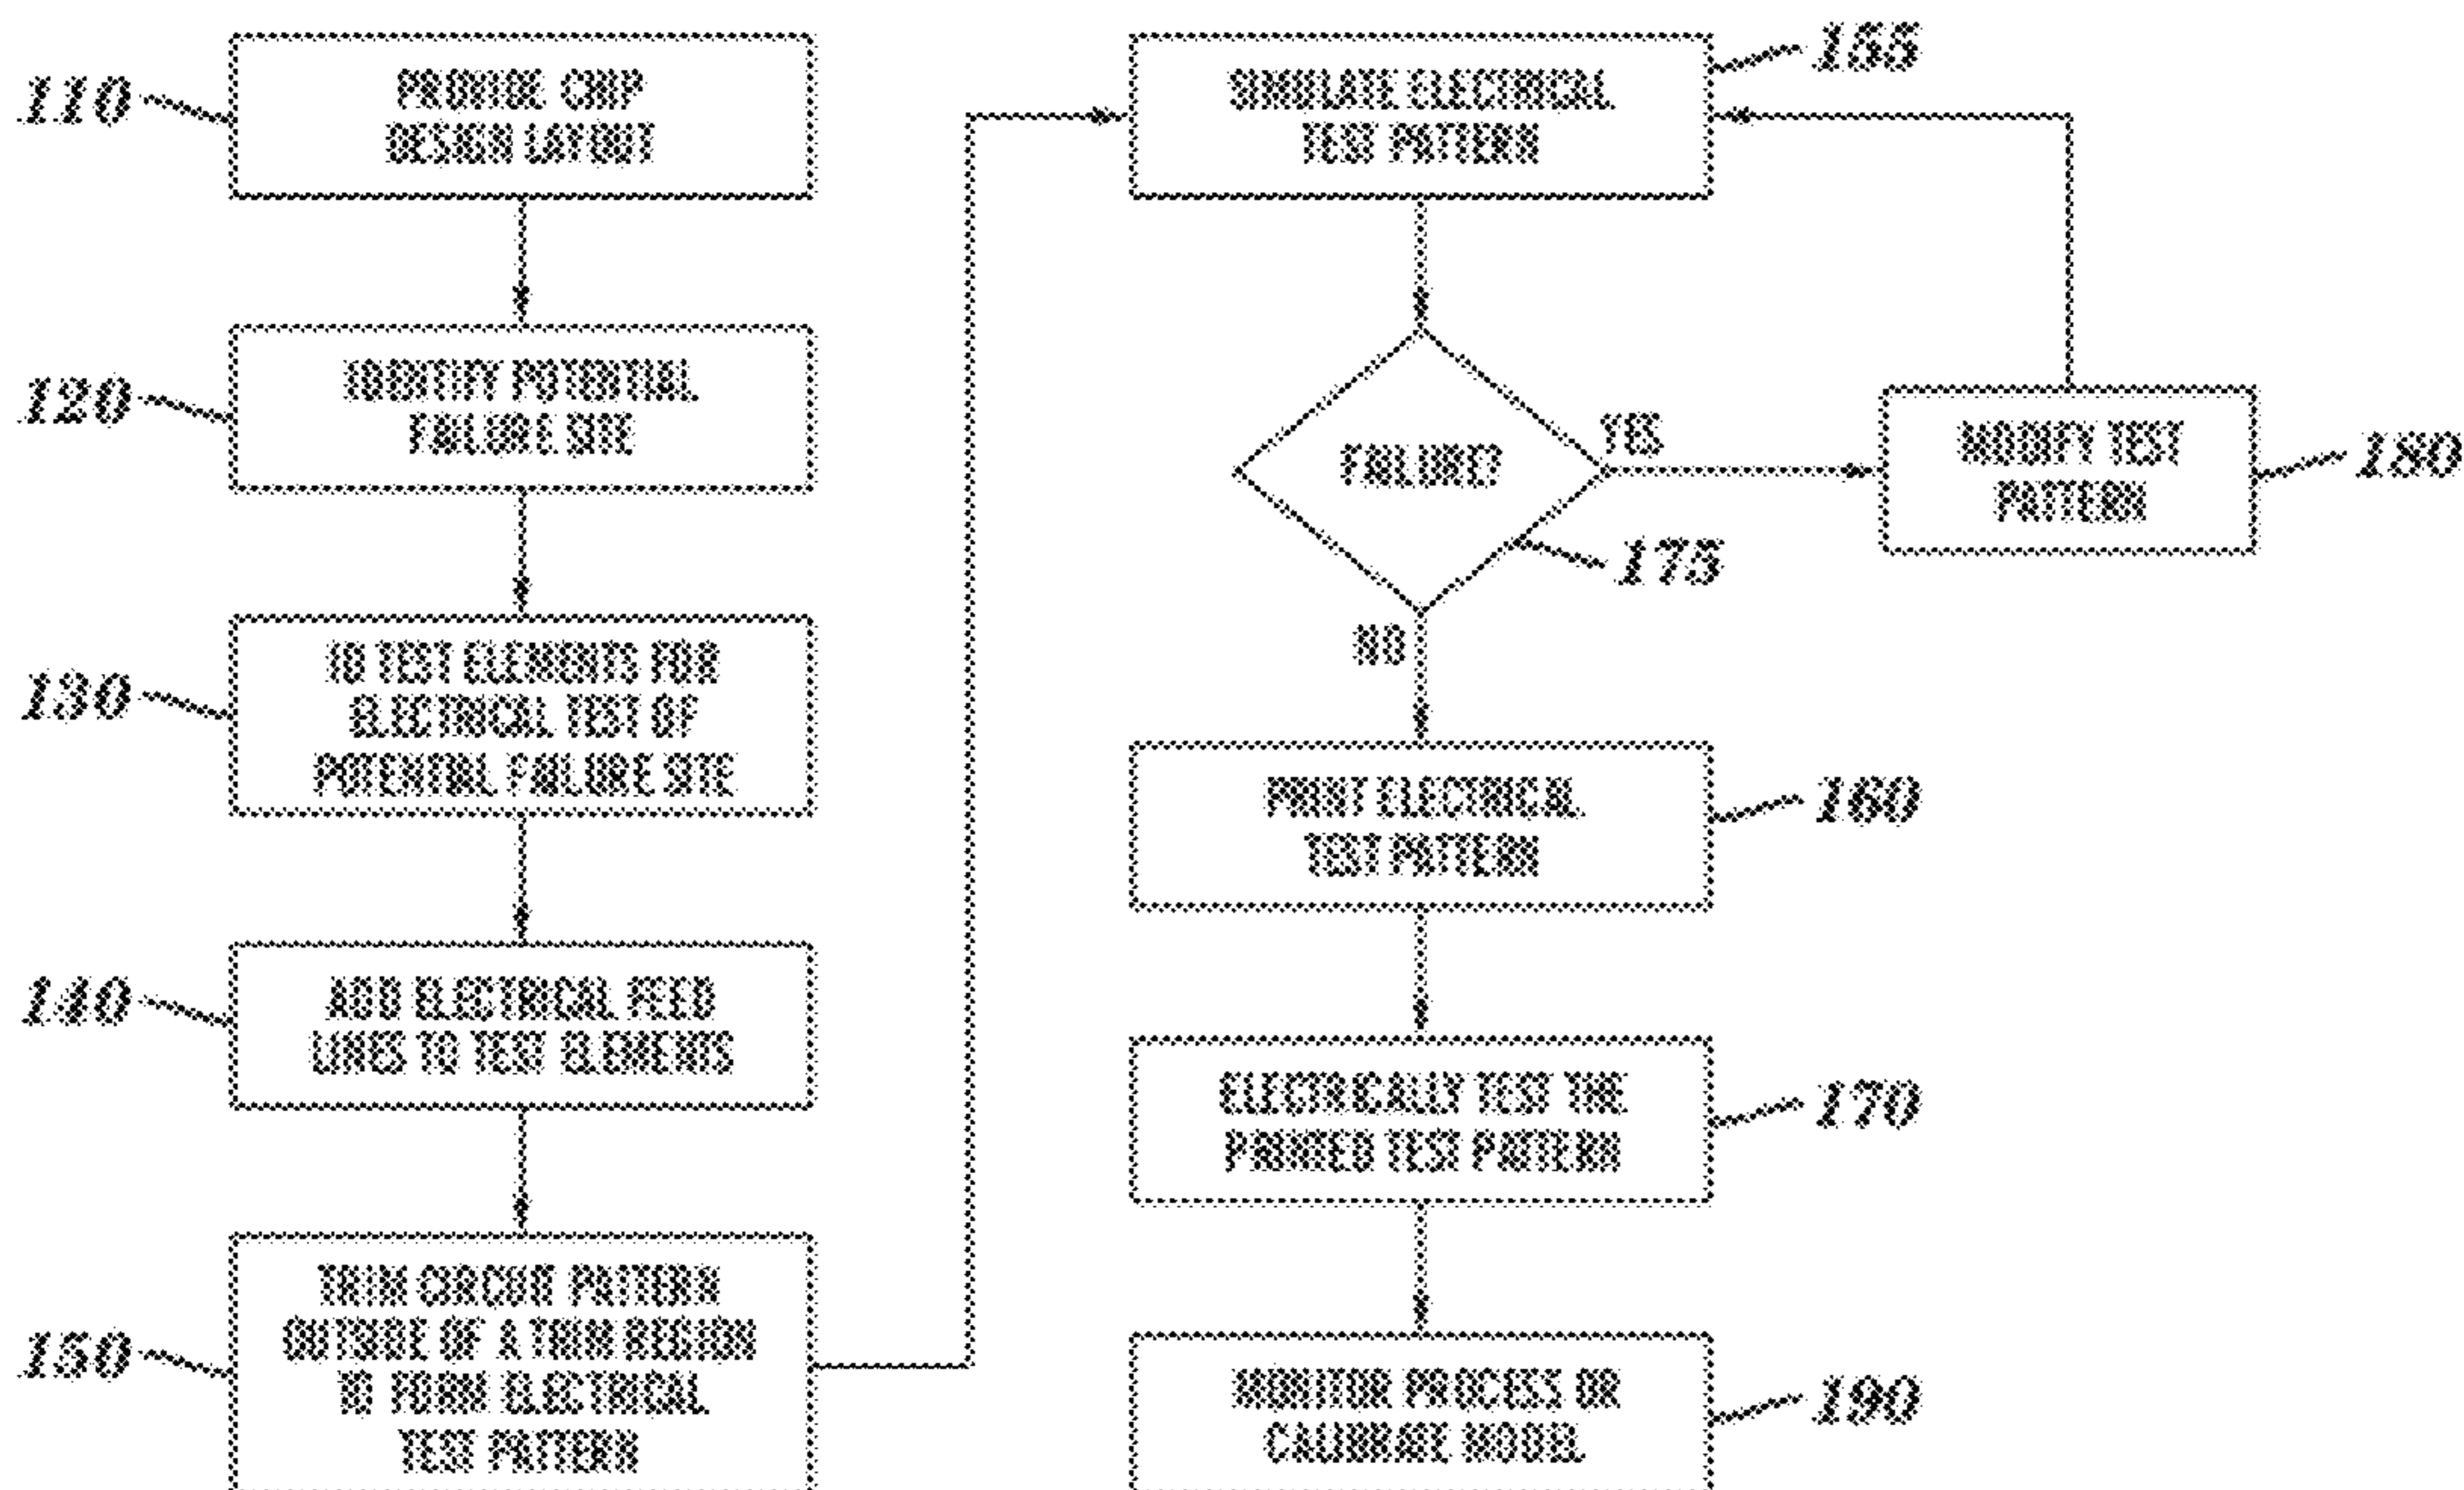 110
PROVIDE CHIP
DESIGN LAYOUT
120
IDENTIFY POTENTIAL
FAILURE SITE
130
ID TEST ELEMENTS FOR
ELECTRICAL TEST OF
POTENTIAL FAILURE SITE
140
ADD ELECTRICAL FEED
LINES TO TEST ELEMENTS
150
TRIM CIRCUIT PATTERN
OUTSIDE OF A TRIM REGION
TO FORM ELECTRICAL
TEST PATTERN
155
SIMULATE ELECTRICAL
TEST PATTERN
FAILURE?
YES
175
NO
MODIFY TEST
PATTERN
180
PRINT ELECTRICAL
TEST PATTERN
160
ELECTRICALLY TEST THE
PRINTED TEST PATTERN
170
MONITOR PROCESS OR
CALIBRATE MODEL
190